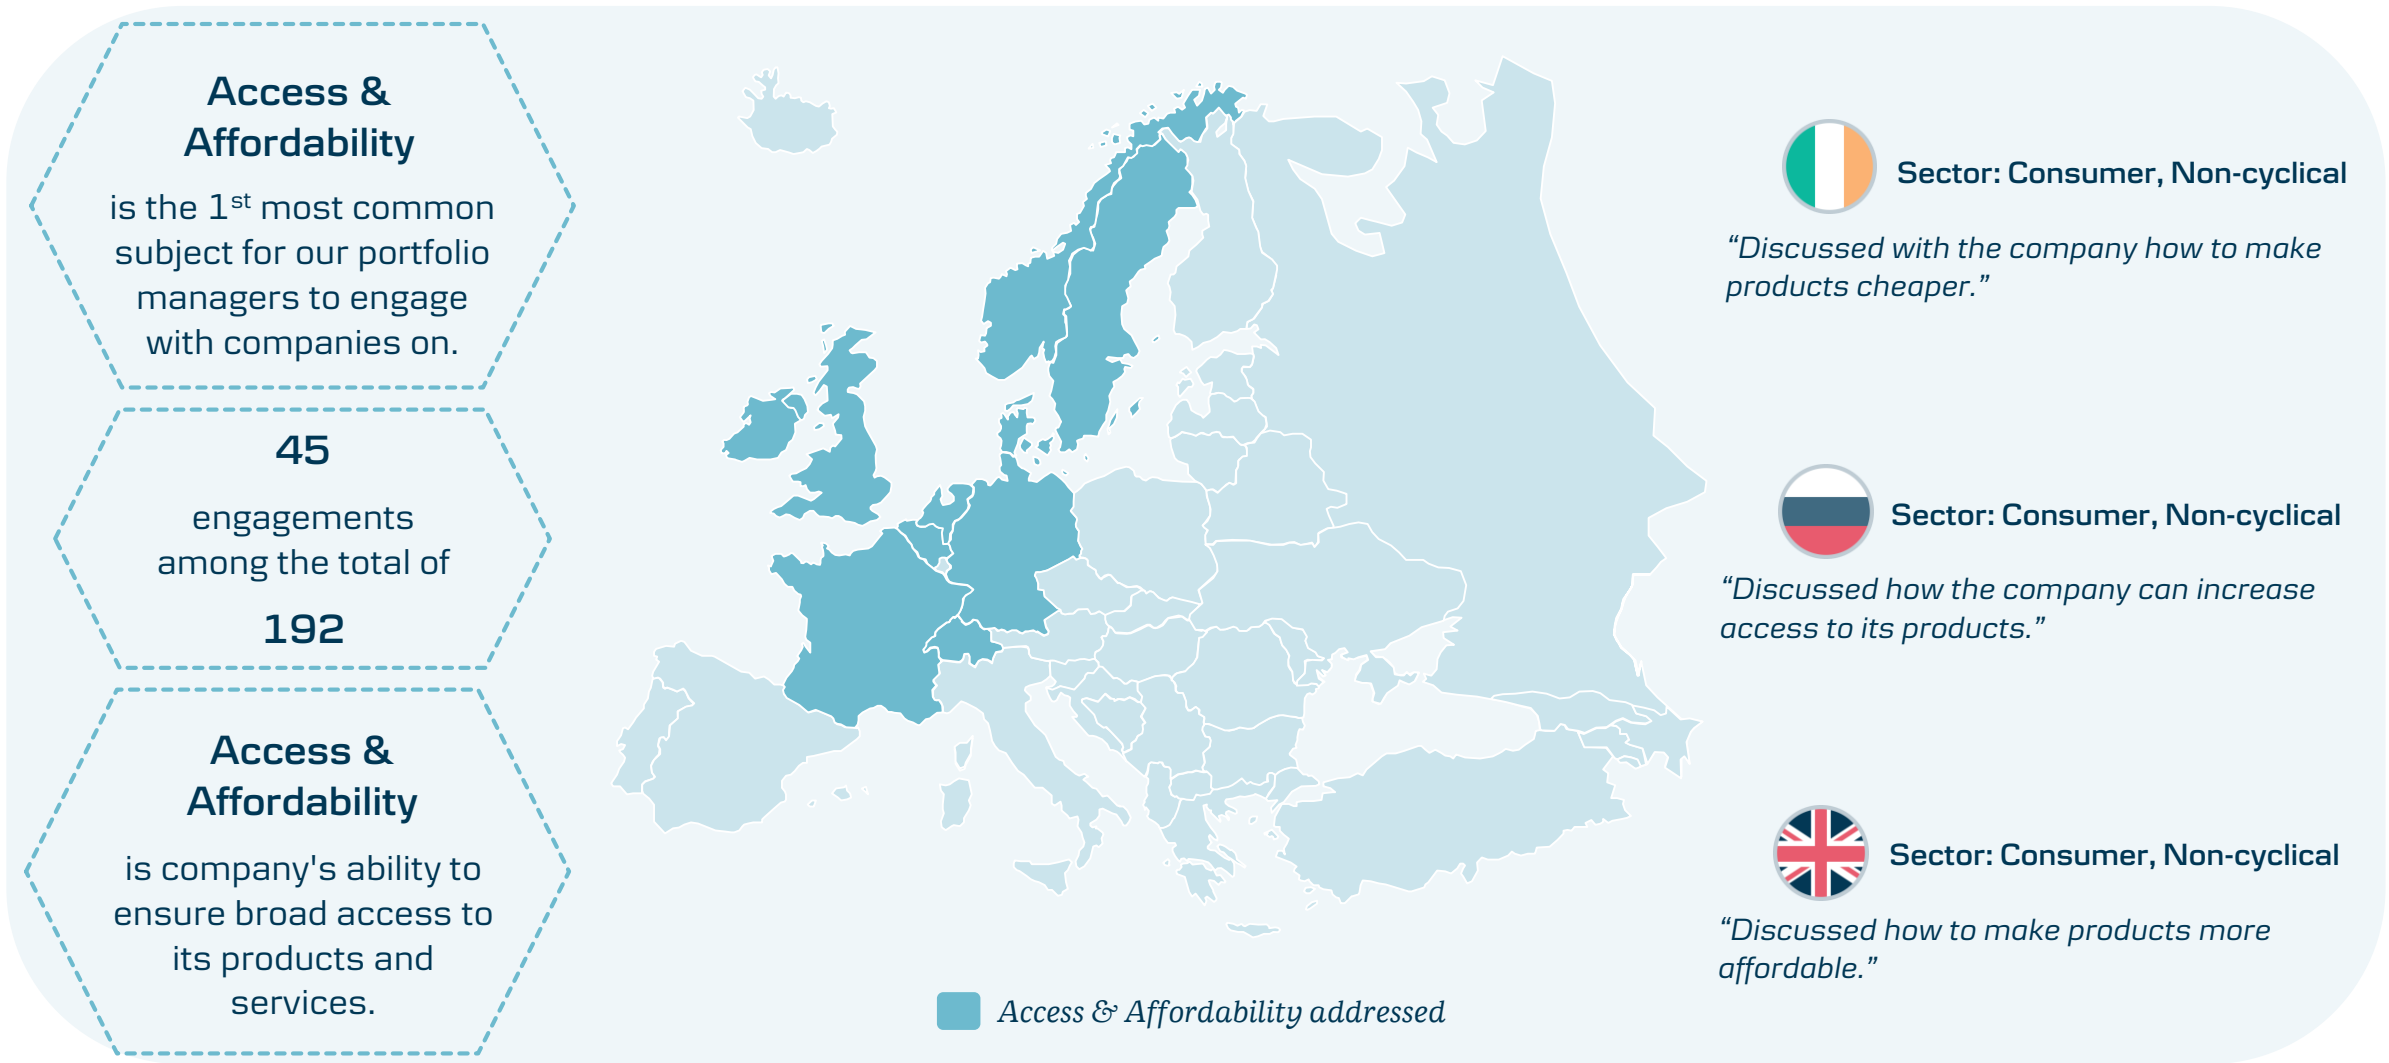 Access &
Affordability
is the 1st most common
subject for our portfolio
managers to engage
with companies on.
45
engagements
among the total of
192
Access &
Affordability
is company's ability to
ensure broad access to
its products and
services.
Access & Affordability addressed
Sector: Consumer, Non-cyclical
“Discussed with the company how to make
products cheaper.”
Sector: Consumer, Non-cyclical
“Discussed how the company can increase
access to its products.”
Sector: Consumer, Non-cyclical
“Discussed how to make products more
affordable.”